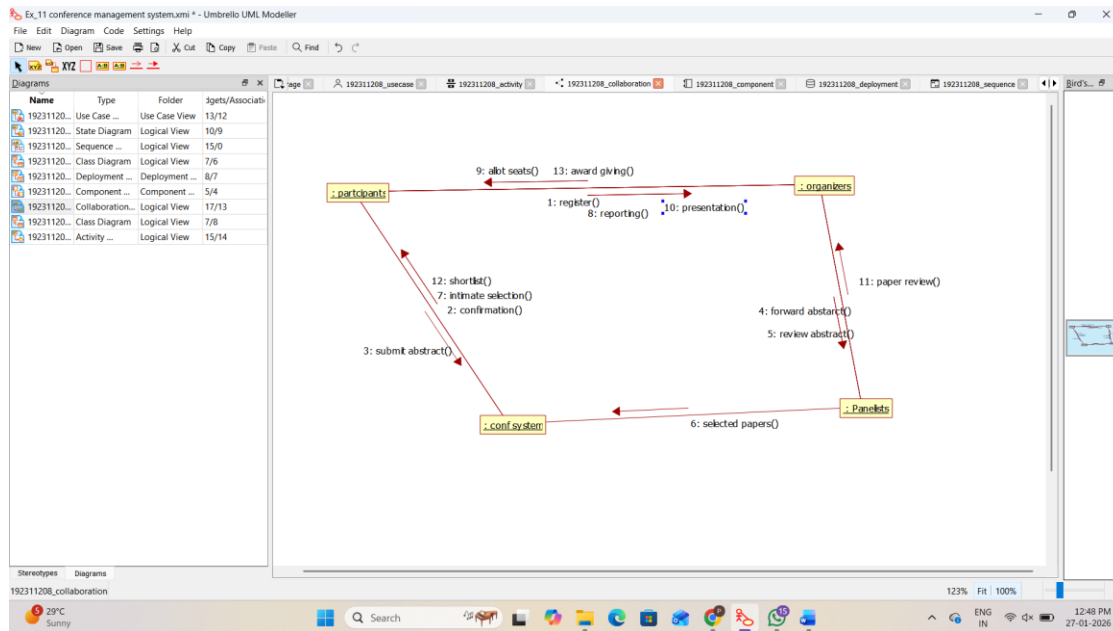 Ex_11 conference management system.xmi * - Umbrello UML Modeller
File Edit Diagram Code Settings Help
New Open Save Cut Copy Paste Find
XYZ A:B A:B
Diagrams
:age 192311208_usecase 192311208_activity 192311208_collaboration 192311208_component 192311208_deployment 192311208_sequence
Bird's...
Name Type Folder dgets/Associati
19231120... Use Case ... Use Case View 13/12
19231120... State Diagram Logical View 10/9
19231120... Sequence ... Logical View 15/0
19231120... Class Diagram Logical View 7/6
19231120... Deployment ... Deployment ... 8/7
19231120... Component ... Component ... 5/4
19231120... Collaboration... Logical View 17/13
19231120... Class Diagram Logical View 7/8
19231120... Activity ... Logical View 15/14
9: allot seats() 13: award giving()
: partcipants
: organizers
1: register()
8: reporting()
10: presentation()
12: shortlist()
7: intimate selection()
2: confirmation()
3: submit abstract()
11: paper review()
4: forward abstarct()
5: review abstract()
: Panelists
6: selected papers()
: conf system
Stereotypes Diagrams
192311208_collaboration
123% Fit 100%
5
29°C
Sunny
Search
15
ENG
IN
12:48 PM
27-01-2026